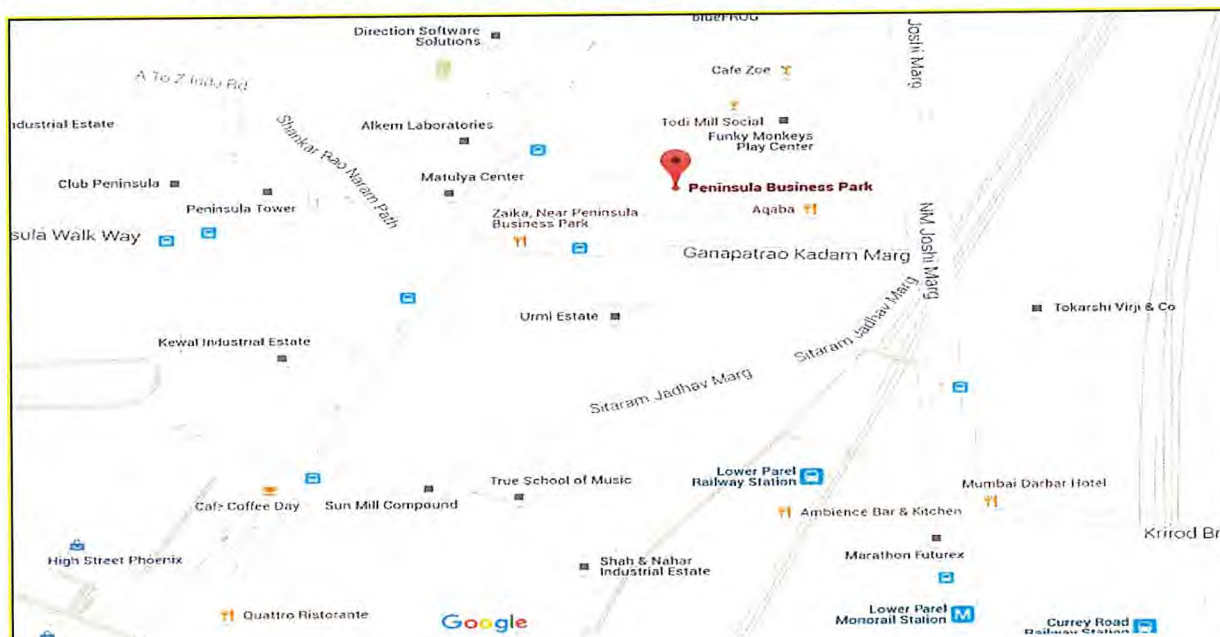 blueFROG
Direction Software
Solutions
Joshi Marg
Cafe Zoe
A To Z Indu Rd
ndustrial Estate
Alkem Laboratories
Todi Mill Social
Funky Monkeys
Play Center
Shankar Rao Naram Path
Club Peninsula
Matulya Center
Peninsula Business Park
Peninsula Tower
Zaika, Near Peninsula
Business Park
Aqaba
sula Walk Way
NM Joshi Marg
Ganapatrao Kadam Marg
Urmi Estate
Tokarshi Virji & Co
Sitaram Jadhav Marg
Kewal Industrial Estate
Sitaram Jadhav Marg
Lower Parel
Railway Station
True School of Music
Mumbai Darbar Hotel
Cafe Coffee Day
Sun Mill Compound
Ambience Bar & Kitchen
Krirod Br
High Street Phoenix
Shah & Nahar
Industrial Estate
Marathon Futurex
Quattro Ristorante
Google
Lower Parel
Monorail Station
M
Currey Road
Railway Station